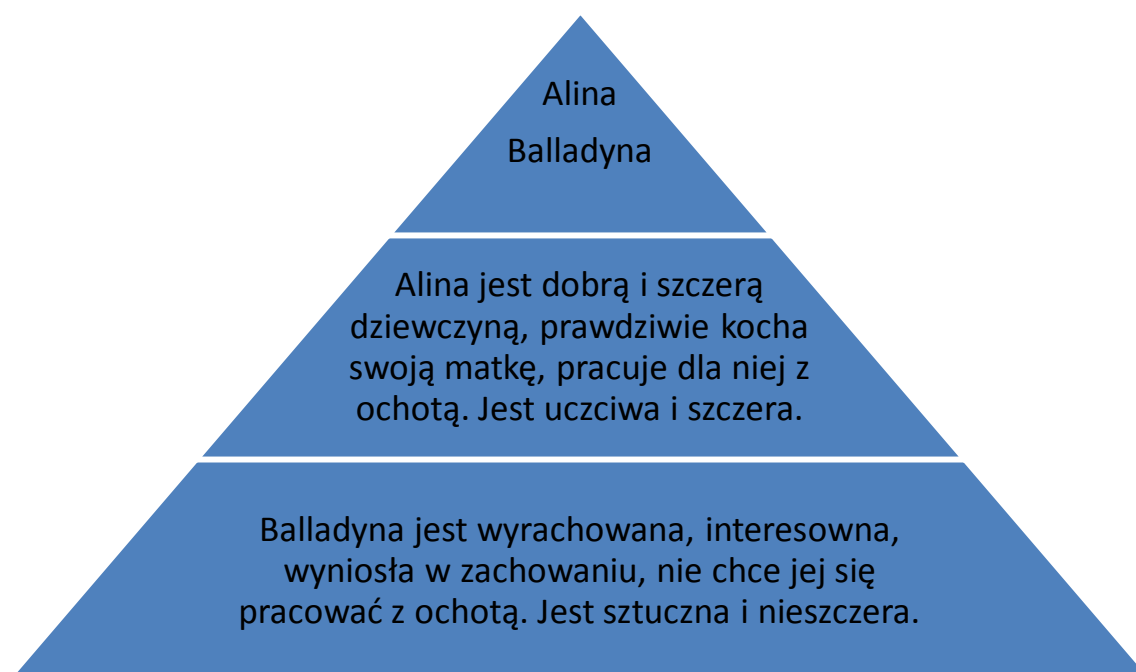 Alina
Balladyna
Alina jest dobrą i szczerą
dziewczyną, prawdziwie kocha
swoją matkę, pracuje dla niej z
ochotą. Jest uczciwa i szczera.
Balladyna jest wyrachowana, interesowna,
wyniosła w zachowaniu, nie chce jej się
pracować z ochotą. Jest sztuczna i nieszczera.